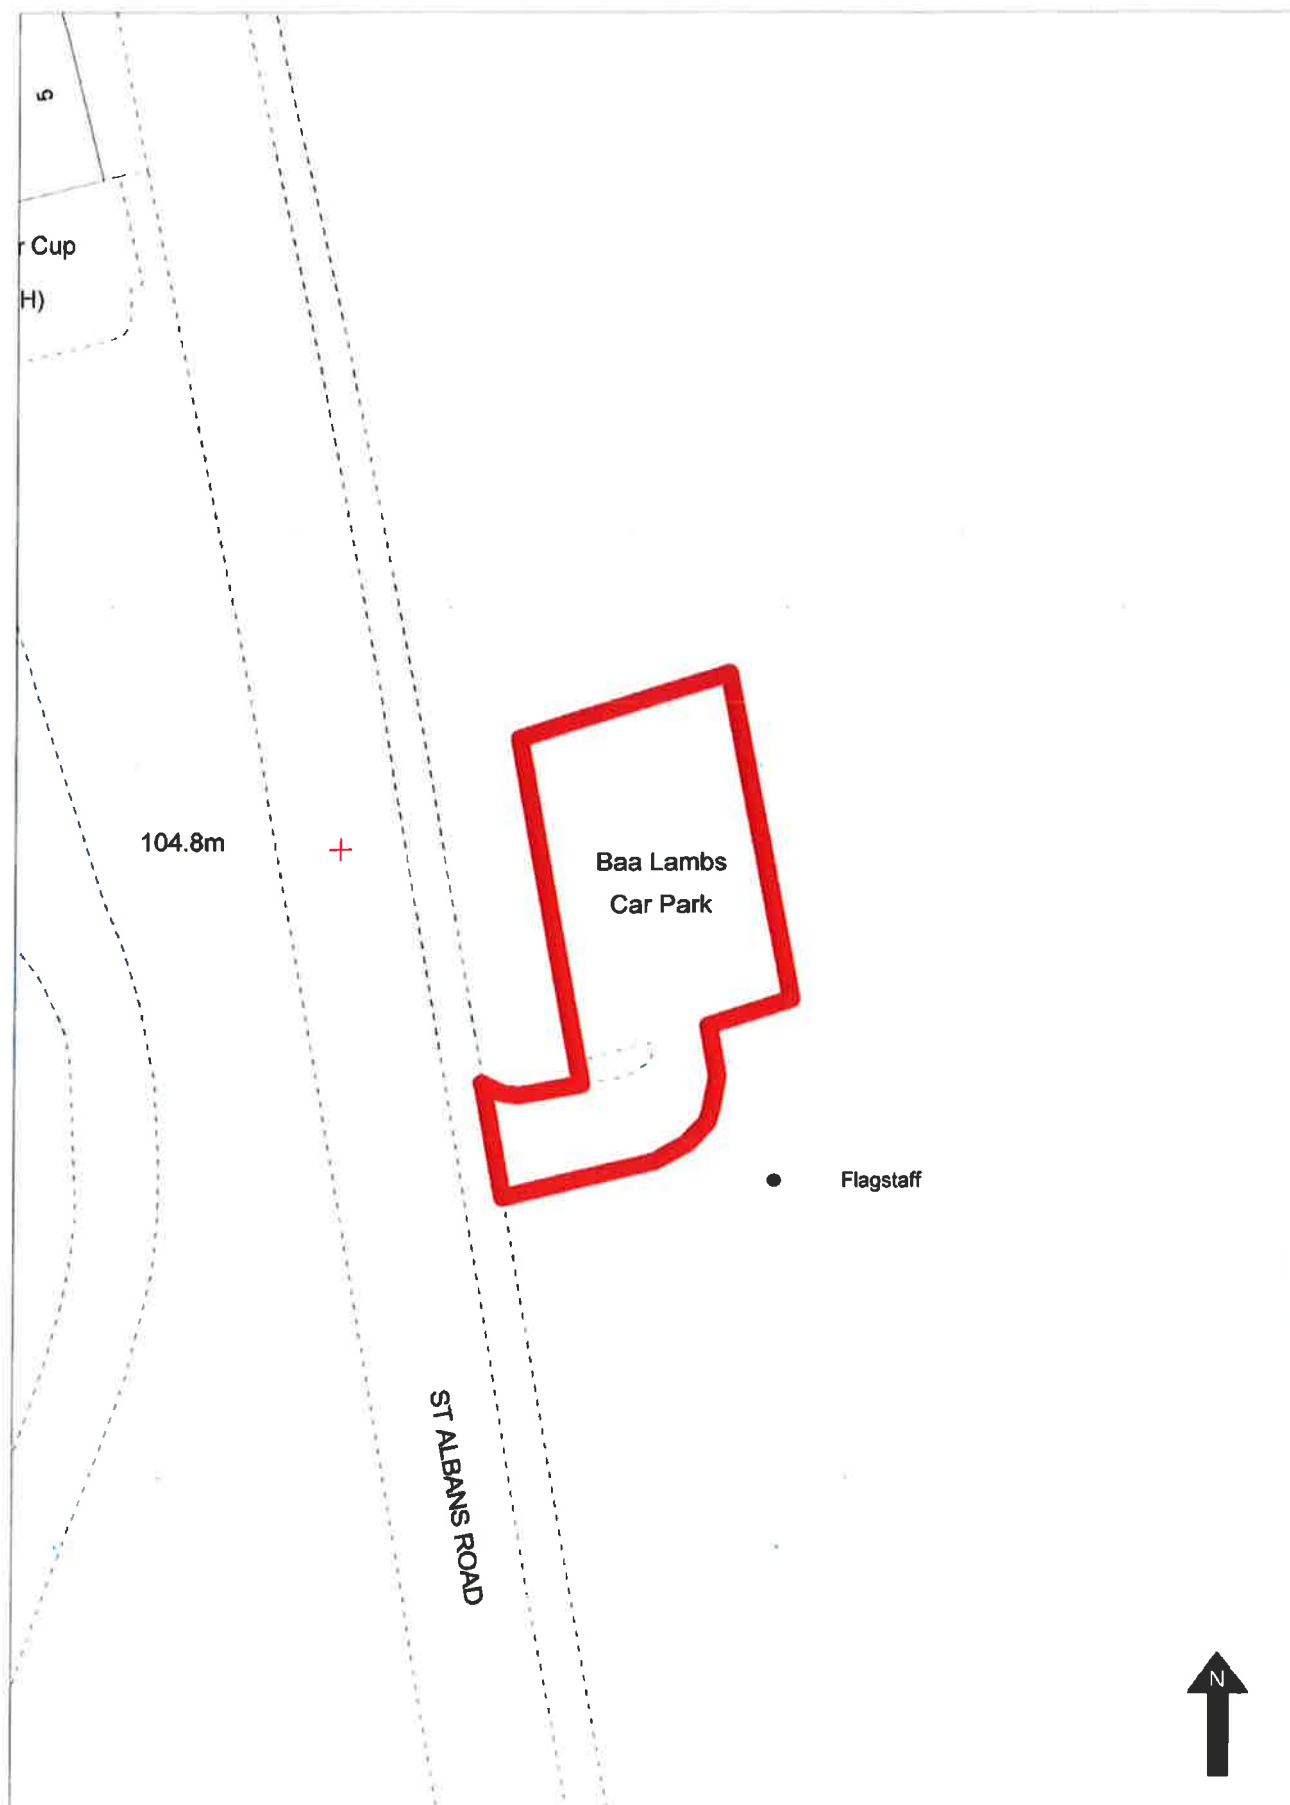 5
r Cup
H)
104.8m
Baa Lambs
Car Park
Flagstaff
ST ALBANS ROAD
N